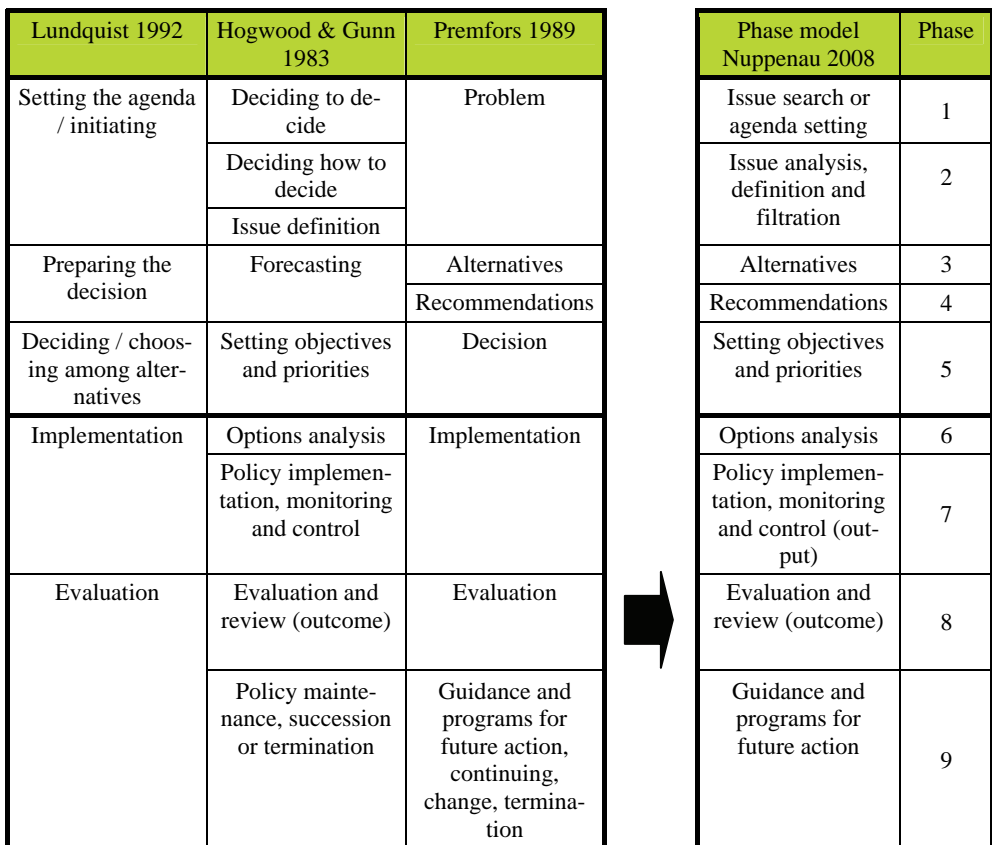 Lundquist 1992
Hogwood & Gunn
1983
Premfors 1989
Phase model
Nuppenau 2008
Phase
Setting the agenda
/ initiating
Deciding to de-
cide
Problem
Issue search or
agenda setting
1
Deciding how to
decide
Issue analysis,
definition and
filtration
2
Issue definition
Preparing the
decision
Forecasting
Alternatives
Alternatives
3
Recommendations
Recommendations
4
Deciding / choos-
ing among alter-
natives
Setting objectives
and priorities
Decision
Setting objectives
and priorities
5
Implementation
Options analysis
Implementation
Options analysis
6
Policy implemen-
tation, monitoring
and control
Policy implemen-
tation, monitoring
and control (out-
put)
7
Evaluation
Evaluation and
review (outcome)
Evaluation
Evaluation and
review (outcome)
8
Policy mainte-
nance, succession
or termination
Guidance and
programs for
future action,
continuing,
change, termina-
tion
Guidance and
programs for
future action
9